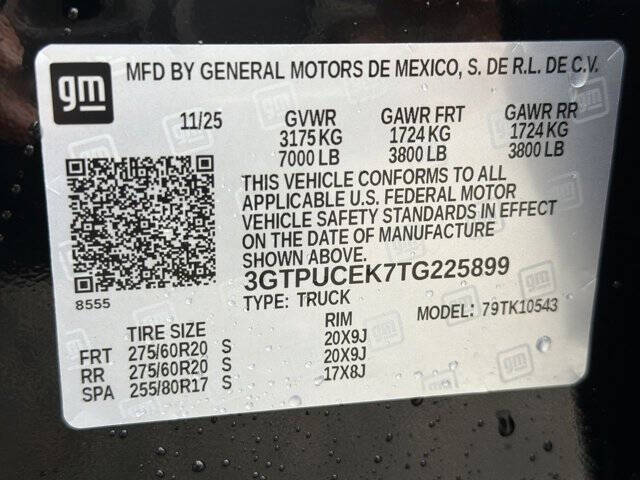 gm MFD BY GENERAL MOTORS DE MEXICO, S. DE R.L. DE C.V.
11/25 GVWR GAWR FRT GAWR RR
3175 KG 1724 KG 1724 KG
7000 LB 3800 LB 3800 LB
THIS VEHICLE CONFORMS TO ALL
APPLICABLE U.S. FEDERAL MOTOR
VEHICLE SAFETY STANDARDS IN EFFECT
ON THE DATE OF MANUFACTURE
SHOWN ABOVE.
3GTPUCEK7TG225899
8555
TYPE: TRUCK MODEL: 79TK10543
TIRE SIZE RIM
FRT 275/60R20 S 20X9J
RR 275/60R20 S 20X9J
SPA 255/80R17 S 17X8J